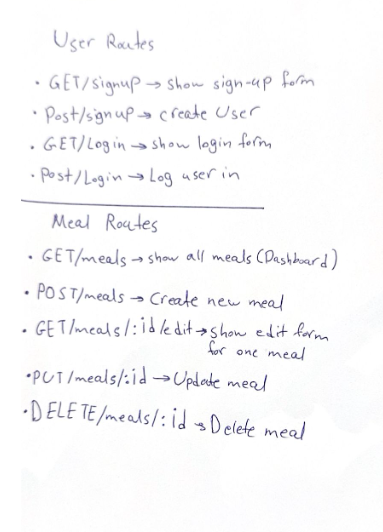 User Routes
• GET/signup → show sign-up form
• Post/signup → create User
• GET/Login → show login form
• Post/Login → Log user in
Meal Routes
• GET/meals → show all meals (Dashboard)
• POST/meals → Create new meal
• GET/meals/:id/edit → show edit form
for one meal
• PUT/meals/:id → Update meal
• DELETE/meals/:id → Delete meal